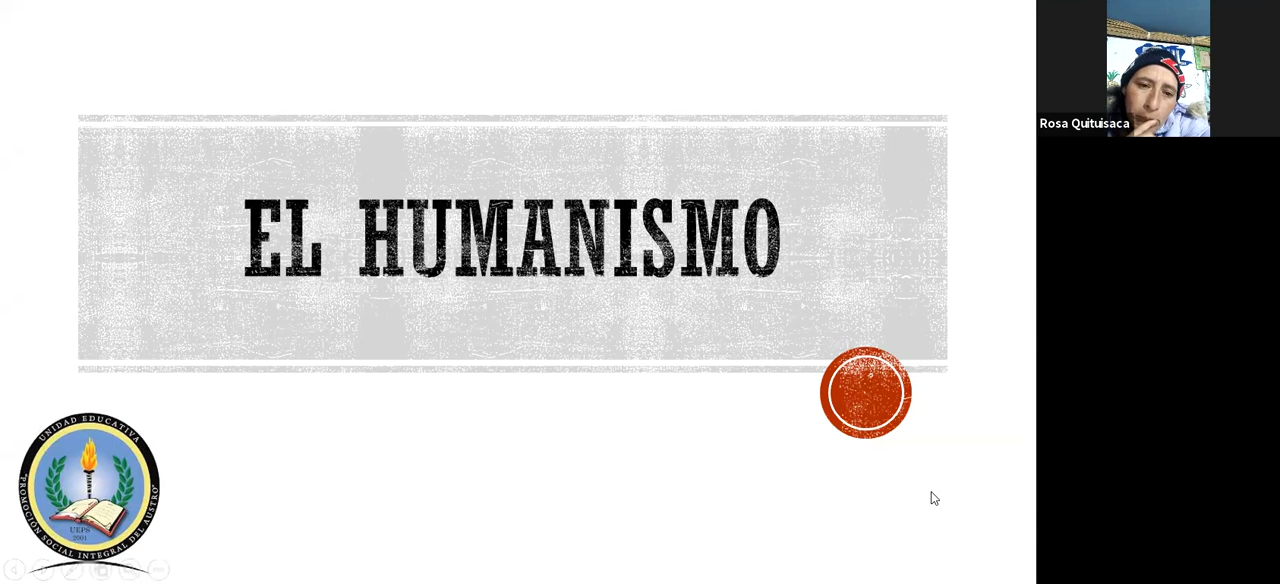 EL HUMANISMO
Rosa Quituisaca
UNIDAD EDUCATIVA
"PROMOCIÓN SOCIAL INTEGRAL DEL AUSTRO"
UEPS
2001